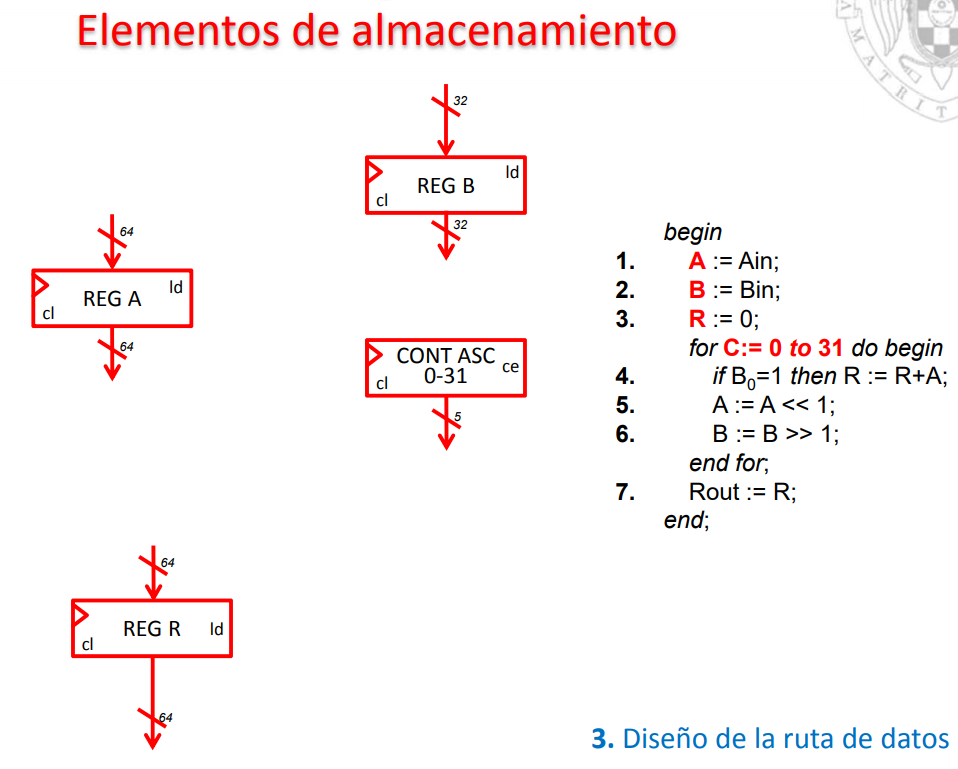 Elementos de almacenamiento
MATRIT
32
REG B
ld
cl
32
64
REG A
ld
cl
64
CONT ASC
0-31
ce
cl
5
64
REG R
ld
cl
64
begin
1. A := Ain;
2. B := Bin;
3. R := 0;
for C:= 0 to 31 do begin
4. if B₀=1 then R := R+A;
5. A := A << 1;
6. B := B >> 1;
end for;
7. Rout := R;
end;
3. Diseño de la ruta de datos